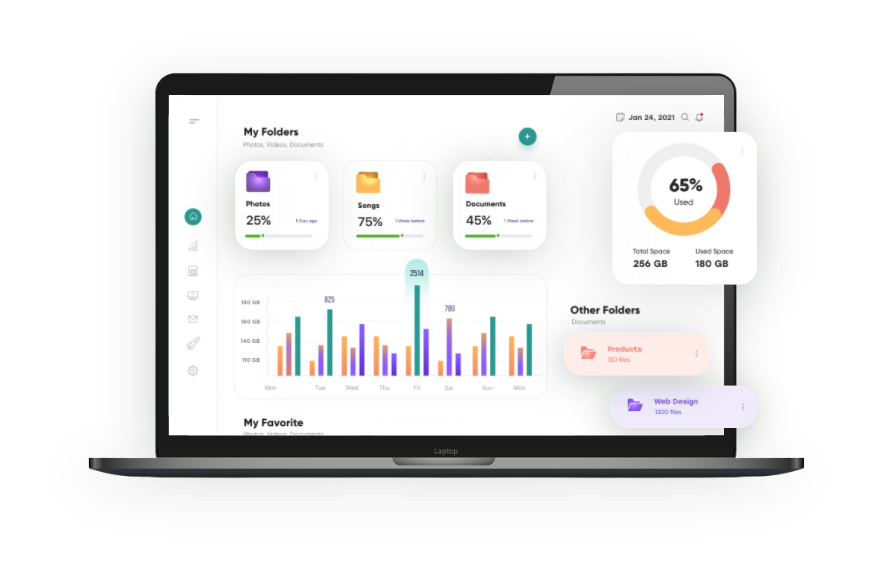 Jan 24, 2021
My Folders
Photos, Videos, Documents
+
Photos
25%
5 Day ago
Songs
75%
1 Week before
Documents
45%
1 Week before
65%
Used
Total Space
256 GB
Used Space
180 GB
2514
825
799
180 GB
160 GB
140 GB
110 GB
Mon Tue Wed Thu Fri Sat Sun Mon
Other Folders
Documents
Products
150 files
Web Design
1200 files
My Favorite
Photos, Videos, Documents
Laptop